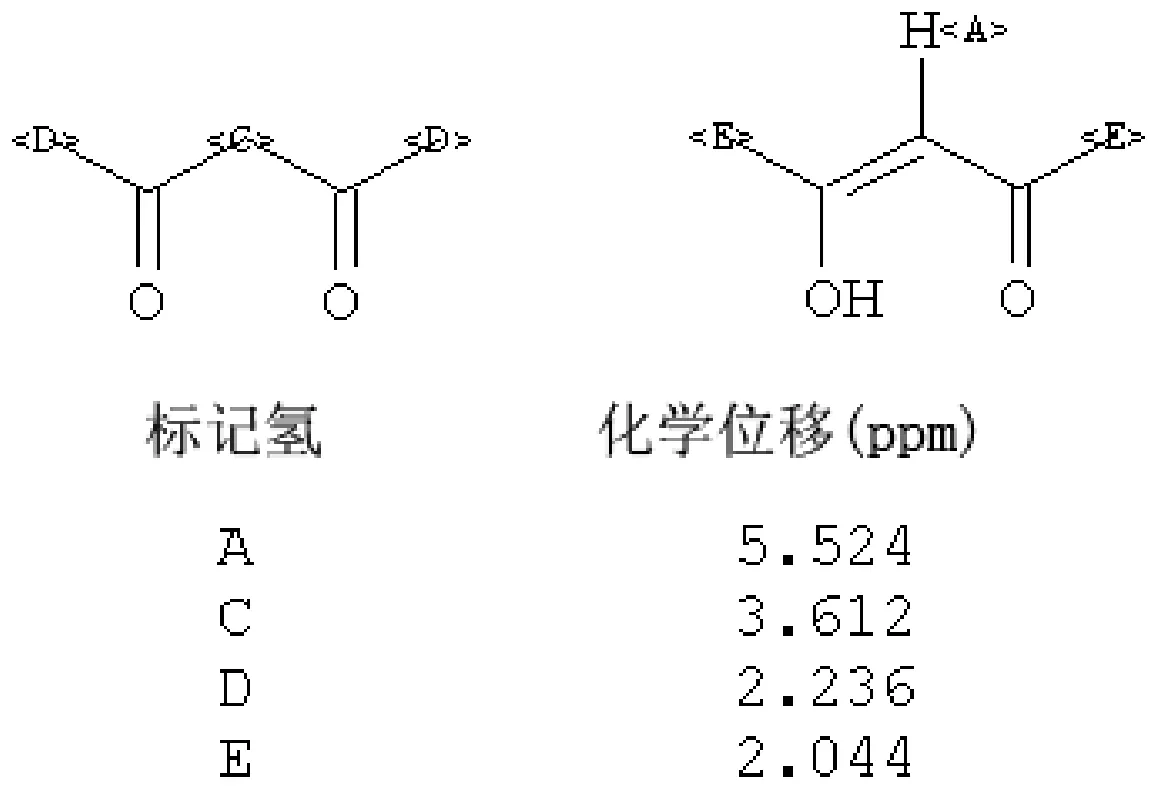 H<A>
<D> <C> <D> <E> <E>
O O OH O
标记氢 化学位移(ppm)
A 5.524
C 3.612
D 2.236
E 2.044